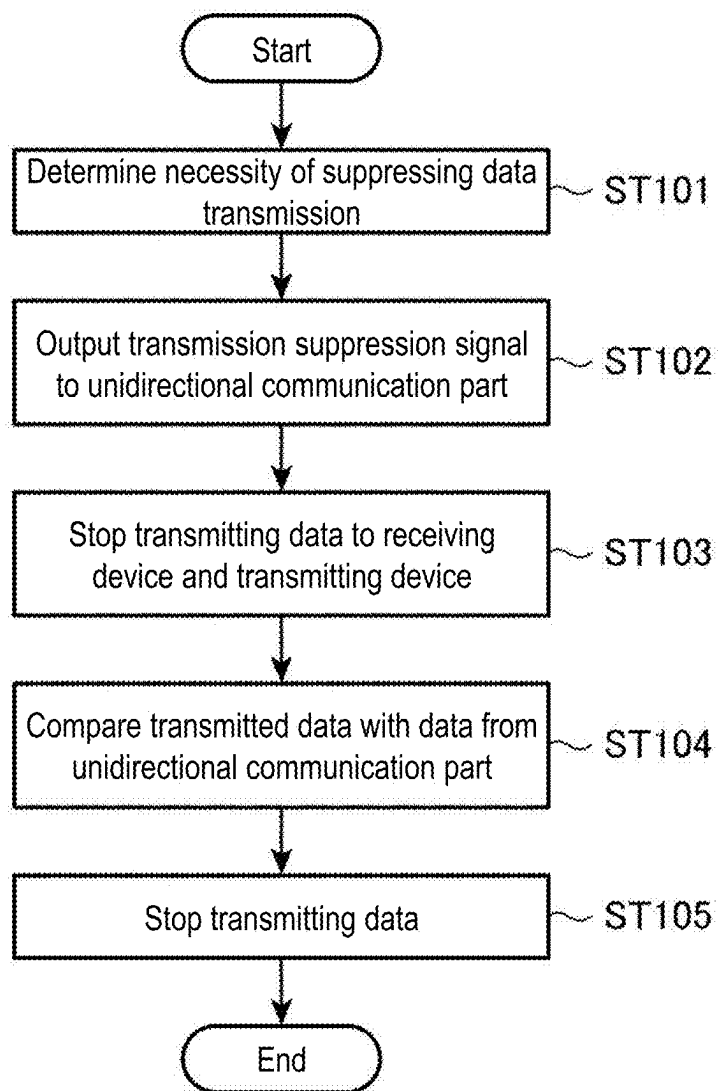 Start
Determine necessity of suppressing data
transmission
ST101
Output transmission suppression signal
to unidirectional communication part
ST102
Stop transmitting data to receiving
device and transmitting device
ST103
Compare transmitted data with data from
unidirectional communication part
ST104
Stop transmitting data
ST105
End